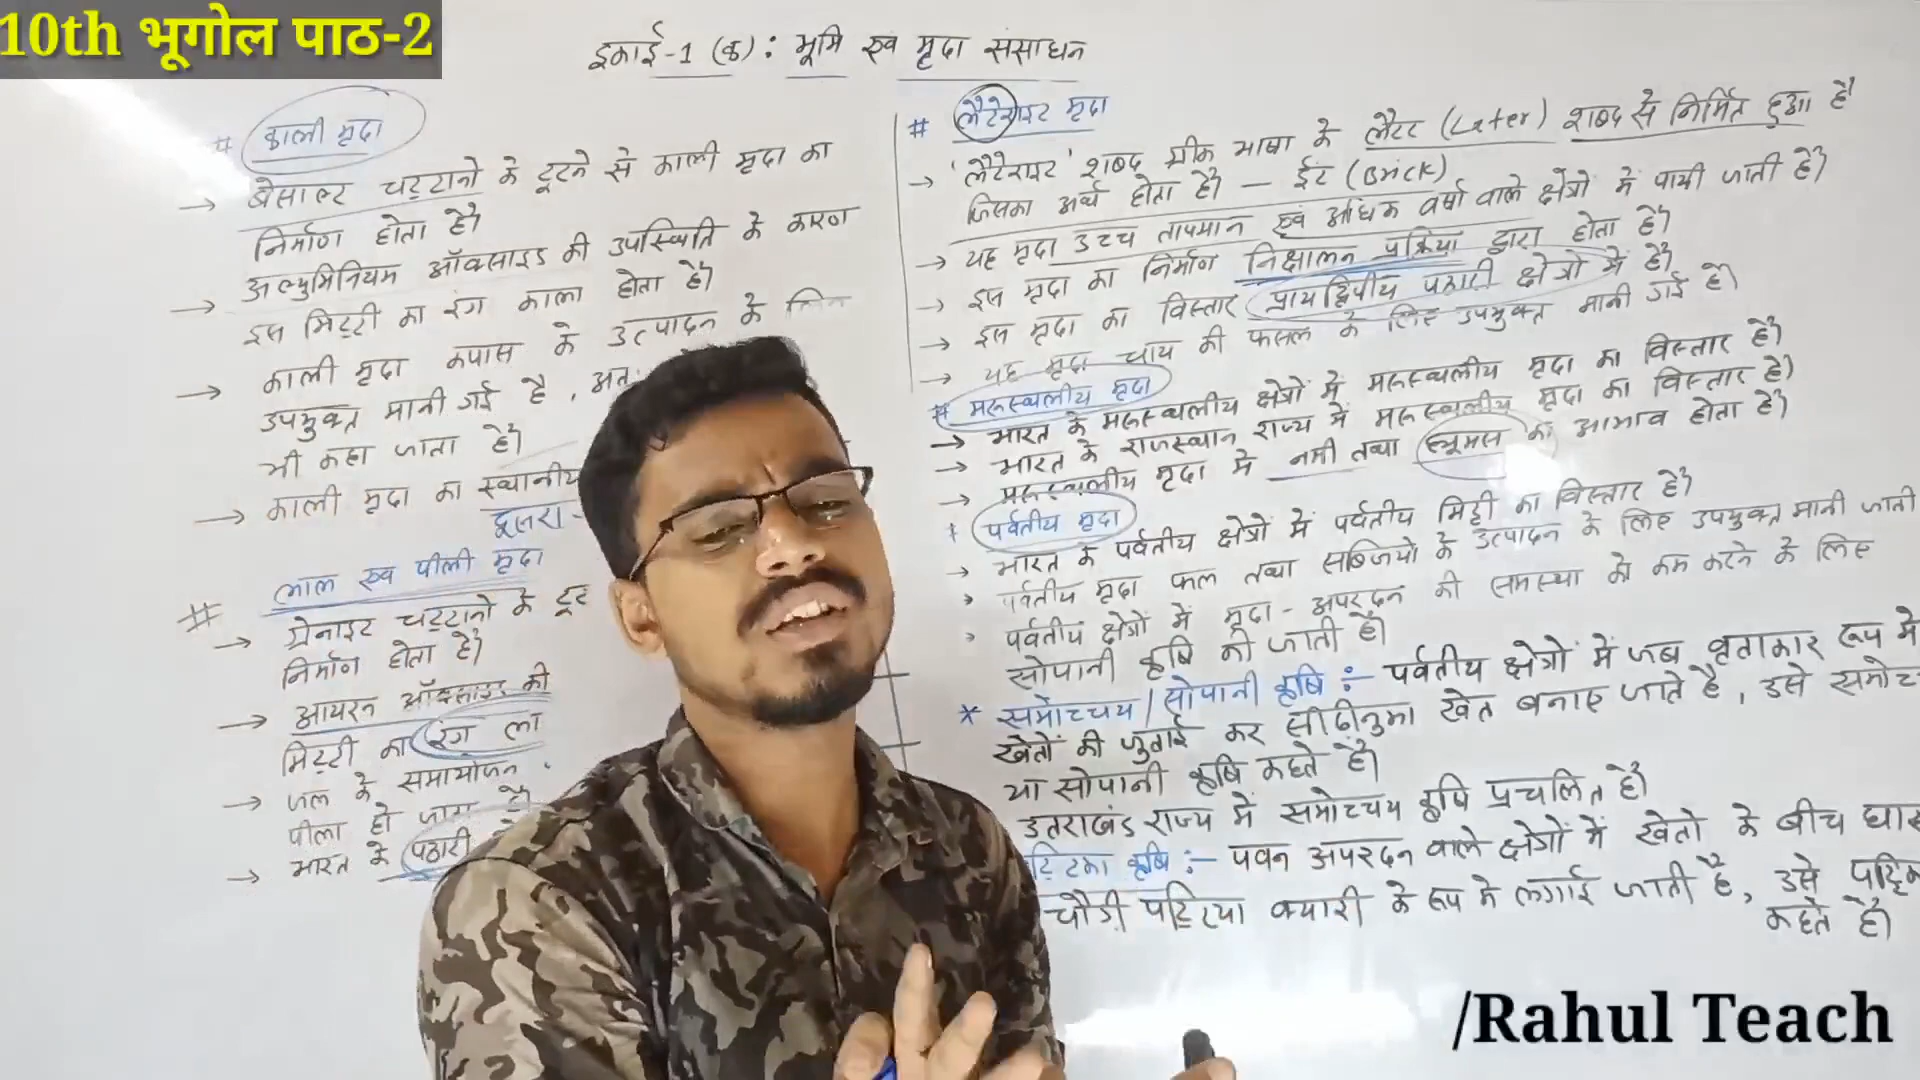 10th भूगोल पाठ-2
इकाई-1 (क) : भूमि एवं मृदा संसाधन
# काली मृदा
→ बेसाल्ट चट्टानो के टूटने से काली मृदा का
निर्माण होता है।
→ अल्युमिनियम ऑक्साइड की उपस्थिति के कारण
इस मिट्टी का रंग काला होता है।
→ काली मृदा कपास के उत्पादन के लिए
उपयुक्त मानी गई है , अतः
भी कहा जाता है।
→ काली मृदा का स्थानीय
दूसरा-
# लाल एव पीली मृदा
→ ग्रेनाइट चट्टानो के टूट
निर्माण होता है।
→ आयरन ऑक्साइड की
मिट्टी का रंग ला
→ जल के समायोजन
पीला हो जाता है
→ भारत के पठारी
# लैटेराइट मृदा
→ 'लैटेराइट' शब्द ग्रीक भाषा के लैटर (Later) शब्द से निर्मित हुआ है
जिसका अर्थ होता है। — ईंट (Brick)
→ यह मृदा उच्च तापमान एवं अधिक वर्षा वाले क्षेत्रो में पायी जाती है।
→ इस मृदा का निर्माण निक्षालन प्रक्रिया द्वारा होता है।
→ इस मृदा का विस्तार प्रायद्विपीय पठारी क्षेत्रो में है।
→ यह मृदा चाय की फसल के लिए उपयुक्त मानी गई है।
# मरूस्थलीय मृदा
→ भारत के मरूस्थलीय क्षेत्रों में मरूस्थलीय मृदा का विस्तार है।
→ भारत के राजस्थान राज्य में मरूस्थलीय मृदा का विस्तार है।
→ मरूस्थलीय मृदा में नमी तथा ह्यूमस का आभाव होता है।
* पर्वतीय मृदा
→ भारत के पर्वतीय क्षेत्रों में पर्वतीय मिट्टी का विस्तार है।
→ पर्वतीय मृदा फल तथा सब्जियो के उत्पादन के लिए उपयुक्त मानी जाती
→ पर्वतीय क्षेत्रों में मृदा-अपरदन की समस्या को कम करने के लिए
सोपानी कृषि की जाती है।
* समोच्चय/सोपानी कृषि :- पर्वतीय क्षेत्रों में जब वृताकार रूप में
खेतों की जुताई कर सीढ़ीनुमा खेत बनाए जाते है , उसे समोच्च
या सोपानी कृषि कहते है।
उतराखंड राज्य में समोच्चय कृषि प्रचलित है।
ट्टिका कृषि :- पवन अपरदन वाले क्षेत्रों में खेतो के बीच घास
चौड़ी पट्टिया क्यारी के रूप मे लगाई जाती है , उसे पट्टिक
कहते है।
/Rahul Teach